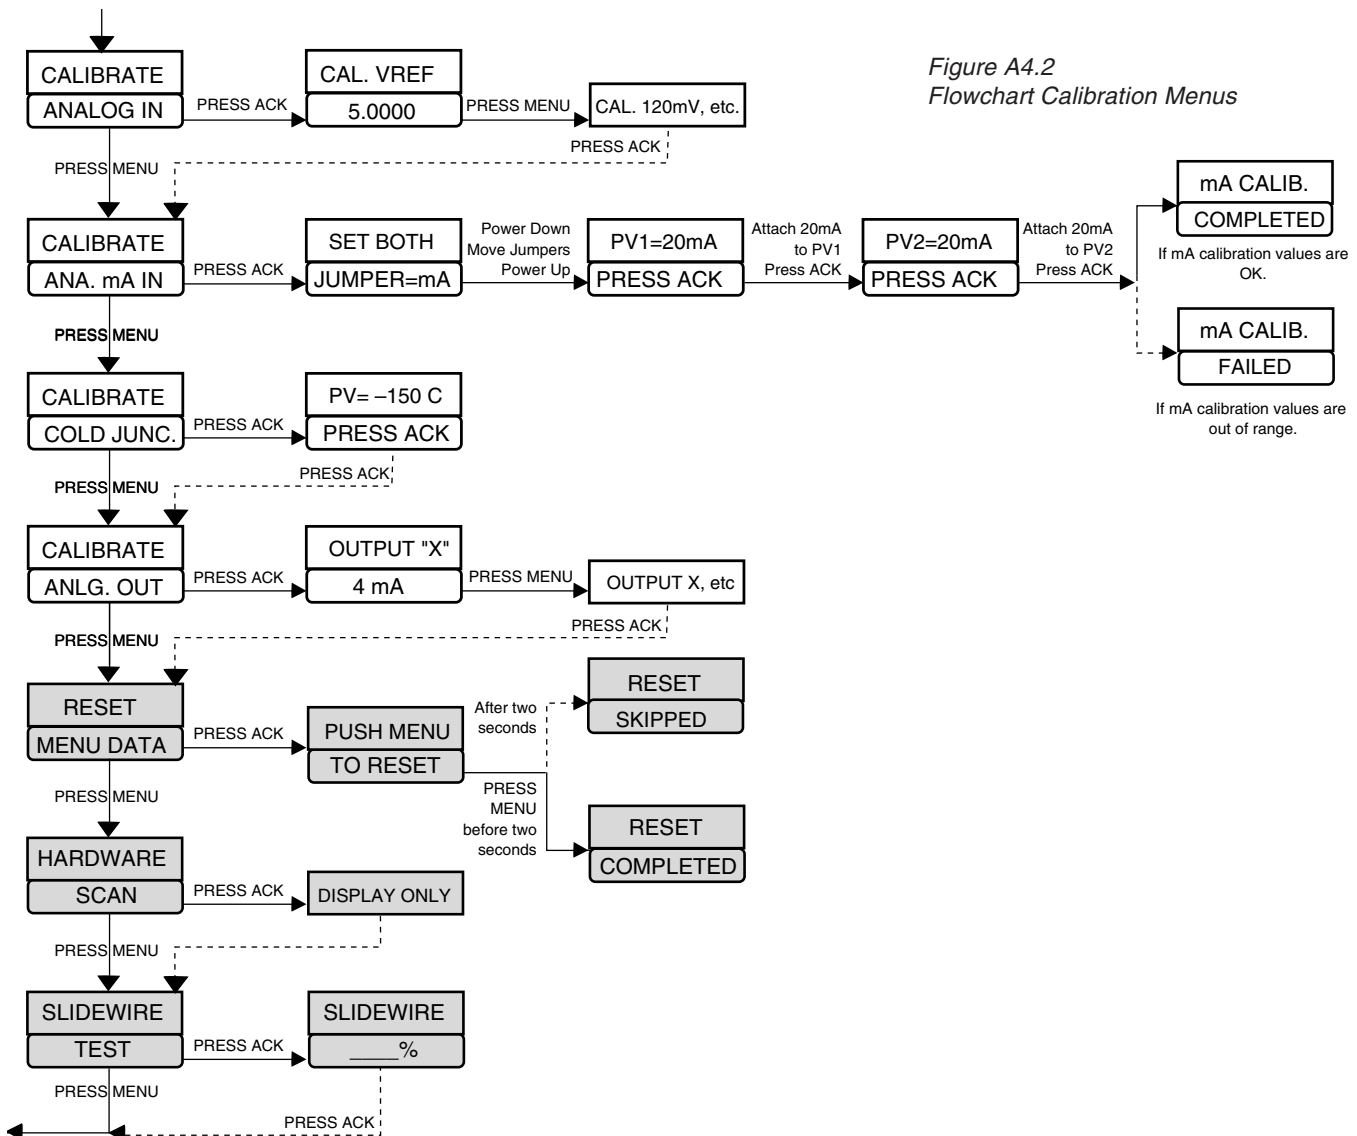 Figure A4.2
Flowchart Calibration Menus
CALIBRATE
ANALOG IN
PRESS ACK
CAL. VREF
5.0000
PRESS MENU
CAL. 120mV, etc.
PRESS ACK
PRESS MENU
CALIBRATE
ANA. mA IN
PRESS ACK
SET BOTH
JUMPER=mA
Power Down
Move Jumpers
Power Up
PV1=20mA
PRESS ACK
Attach 20mA
to PV1
Press ACK
PV2=20mA
PRESS ACK
Attach 20mA
to PV2
Press ACK
mA CALIB.
COMPLETED
If mA calibration values are
OK.
mA CALIB.
FAILED
If mA calibration values are
out of range.
PRESS MENU
CALIBRATE
COLD JUNC.
PRESS ACK
PV= –150 C
PRESS ACK
PRESS ACK
PRESS MENU
CALIBRATE
ANLG. OUT
PRESS ACK
OUTPUT "X"
4 mA
PRESS MENU
OUTPUT X, etc
PRESS ACK
PRESS MENU
RESET
MENU DATA
PRESS ACK
PUSH MENU
TO RESET
After two
seconds
RESET
SKIPPED
PRESS
MENU
before two
seconds
RESET
COMPLETED
PRESS MENU
HARDWARE
SCAN
PRESS ACK
DISPLAY ONLY
PRESS MENU
SLIDEWIRE
TEST
PRESS ACK
SLIDEWIRE
____%
PRESS MENU
PRESS ACK